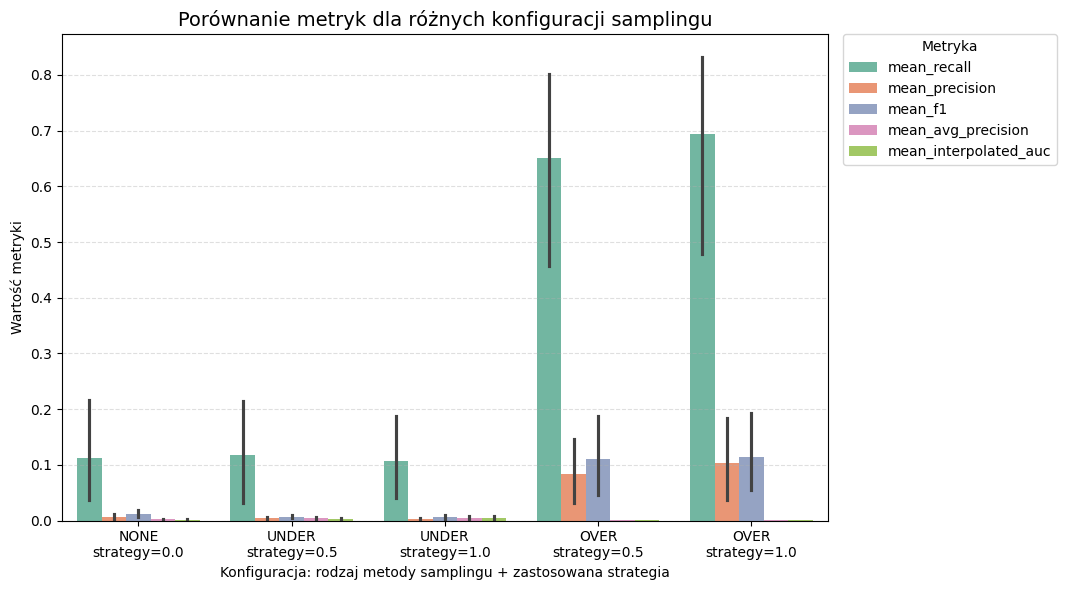 Porównanie metryk dla różnych konfiguracji samplingu
Metryka
mean_recall
mean_precision
mean_f1
mean_avg_precision
mean_interpolated_auc
Wartość metryki
0.8
0.7
0.6
0.5
0.4
0.3
0.2
0.1
0.0
NONE
strategy=0.0
UNDER
strategy=0.5
UNDER
strategy=1.0
OVER
strategy=0.5
OVER
strategy=1.0
Konfiguracja: rodzaj metody samplingu + zastosowana strategia